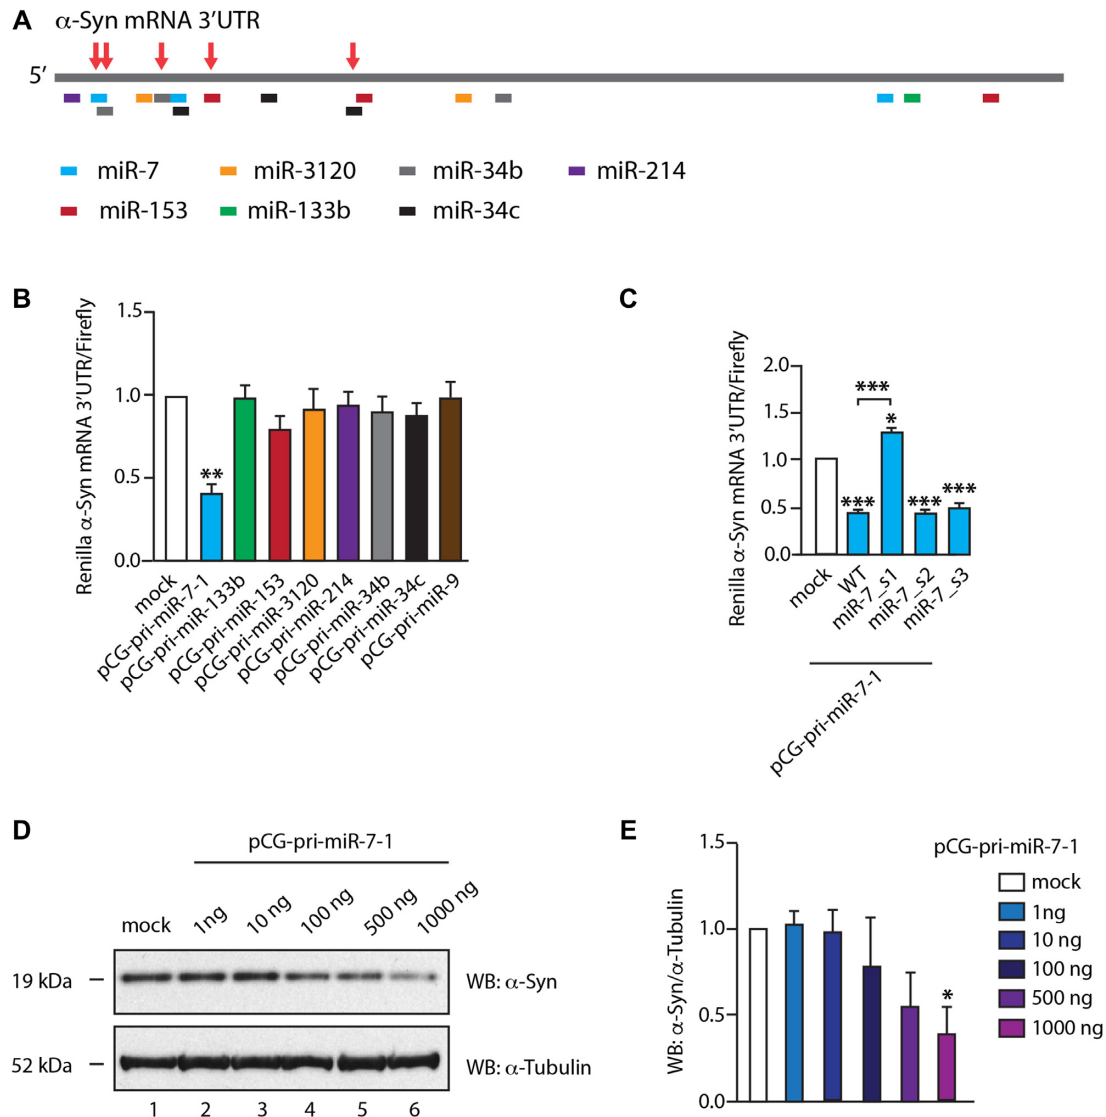 A
α-Syn mRNA 3'UTR
5'
miR-7
miR-3120
miR-34b
miR-214
miR-153
miR-133b
miR-34c
B
Renilla α-Syn mRNA 3'UTR/Firefly
1.5
1.0
0.5
0.0
**
mock
pCG-pri-miR-7-1
pCG-pri-miR-133b
pCG-pri-miR-153
pCG-pri-miR-3120
pCG-pri-miR-214
pCG-pri-miR-34b
pCG-pri-miR-34c
pCG-pri-miR-9
C
Renilla α-Syn mRNA 3'UTR/Firefly
2.0
1.5
1.0
0.5
0.0
***
*
***
***
***
mock
WT
miR-7_s1
miR-7_s2
miR-7_s3
pCG-pri-miR-7-1
D
pCG-pri-miR-7-1
mock
1ng
10 ng
100 ng
500 ng
1000 ng
19 kDa
WB: α-Syn
52 kDa
WB: α-Tubulin
1 2 3 4 5 6
E
WB: α-Syn/α-Tubulin
1.5
1.0
0.5
0.0
*
pCG-pri-miR-7-1
mock
1ng
10 ng
100 ng
500 ng
1000 ng